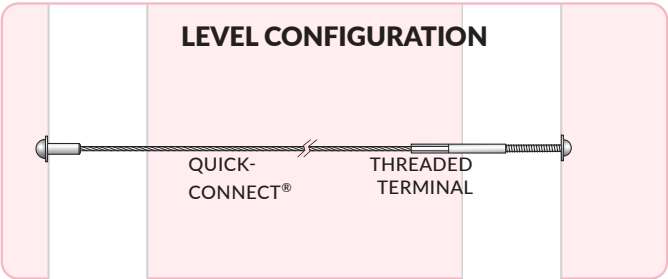 LEVEL CONFIGURATION
QUICK-
CONNECT®
THREADED
TERMINAL